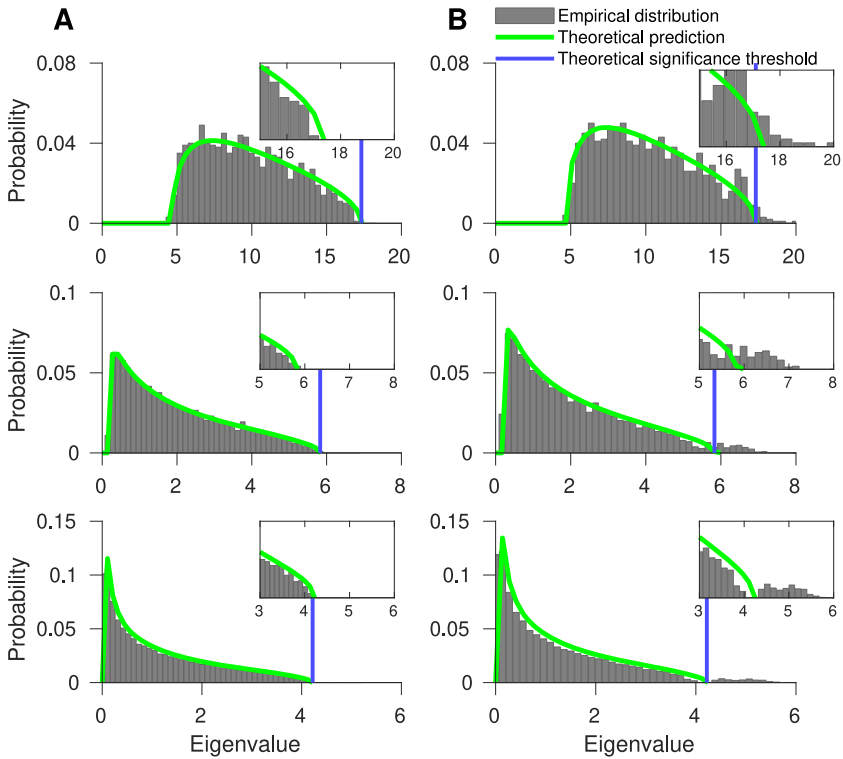 A
B
Empirical distribution
Theoretical prediction
Theoretical significance threshold
Probability
0.08
0.04
0
0 5 10 15 20
16 18 20
0.08
0.04
0
0 5 10 15 20
16 18 20
Probability
Probability
0.1
0.05
0
0 2 4 6 8
5 6 7 8
0.1
0.05
0
0 2 4 6 8
5 6 7 8
Probability
Probability
0.15
0.1
0.05
0
0 2 4 6
3 4 5 6
Eigenvalue
0.15
0.1
0.05
0
0 2 4 6
3 4 5 6
Eigenvalue
Probability